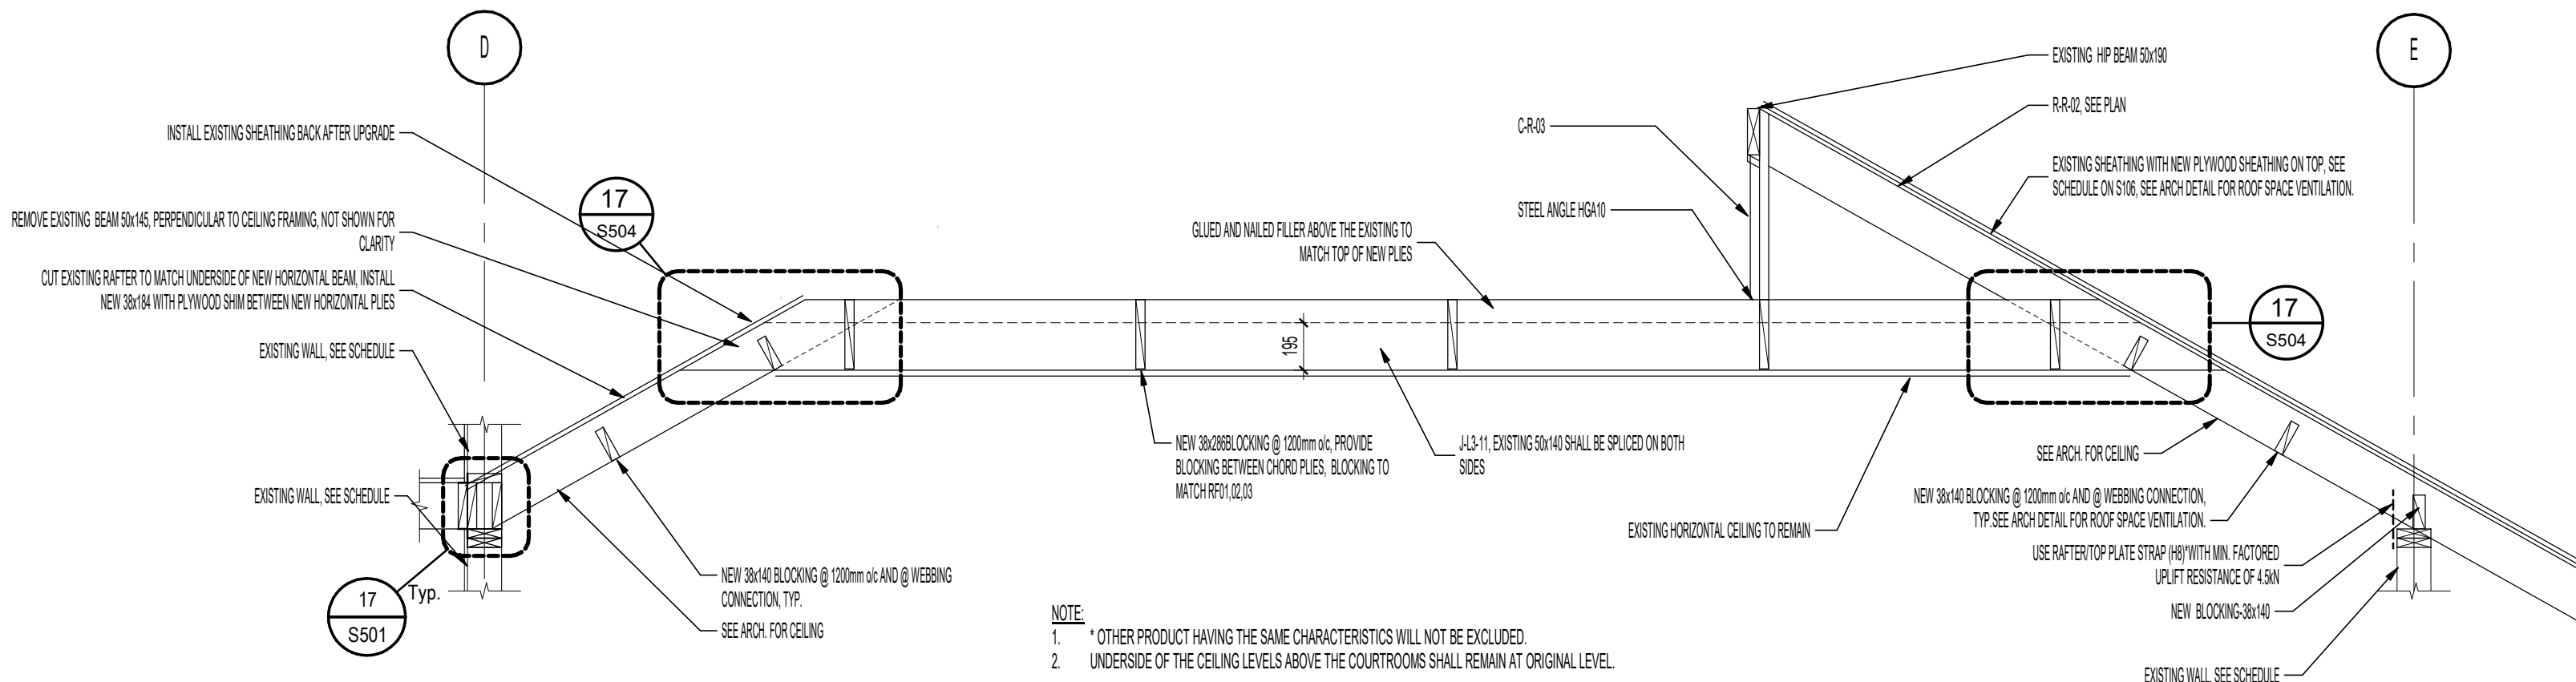 D
E
INSTALL EXISTING SHEATHING BACK AFTER UPGRADE
17
S504
REMOVE EXISTING BEAM 50x145, PERPENDICULAR TO CEILING FRAMING, NOT SHOWN FOR
CLARITY
CUT EXISTING RAFTER TO MATCH UNDERSIDE OF NEW HORIZONTAL BEAM, INSTALL
NEW 38x184 WITH PLYWOOD SHIM BETWEEN NEW HORIZONTAL PLIES
EXISTING WALL, SEE SCHEDULE
EXISTING WALL, SEE SCHEDULE
17
S501
Typ.
NEW 38x140 BLOCKING @ 1200mm o/c AND @ WEBBING
CONNECTION, TYP.
SEE ARCH. FOR CEILING
GLUED AND NAILED FILLER ABOVE THE EXISTING TO
MATCH TOP OF NEW PLIES
195
NEW 38x286BLOCKING @ 1200mm o/c, PROVIDE
BLOCKING BETWEEN CHORD PLIES, BLOCKING TO
MATCH RF01,02,03
J-L3-11, EXISTING 50x140 SHALL BE SPLICED ON BOTH
SIDES
C-R-03
STEEL ANGLE HGA10
EXISTING HIP BEAM 50x190
R-R-02, SEE PLAN
EXISTING SHEATHING WITH NEW PLYWOOD SHEATHING ON TOP, SEE
SCHEDULE ON S106, SEE ARCH DETAIL FOR ROOF SPACE VENTILATION.
17
S504
SEE ARCH. FOR CEILING
NEW 38x140 BLOCKING @ 1200mm o/c AND @ WEBBING CONNECTION,
TYP.SEE ARCH DETAIL FOR ROOF SPACE VENTILATION.
EXISTING HORIZONTAL CEILING TO REMAIN
USE RAFTER/TOP PLATE STRAP (H8)*WITH MIN. FACTORED
UPLIFT RESISTANCE OF 4.5kN
NEW BLOCKING-38x140
EXISTING WALL, SEE SCHEDULE
NOTE:
1. * OTHER PRODUCT HAVING THE SAME CHARACTERISTICS WILL NOT BE EXCLUDED.
2. UNDERSIDE OF THE CEILING LEVELS ABOVE THE COURTROOMS SHALL REMAIN AT ORIGINAL LEVEL.